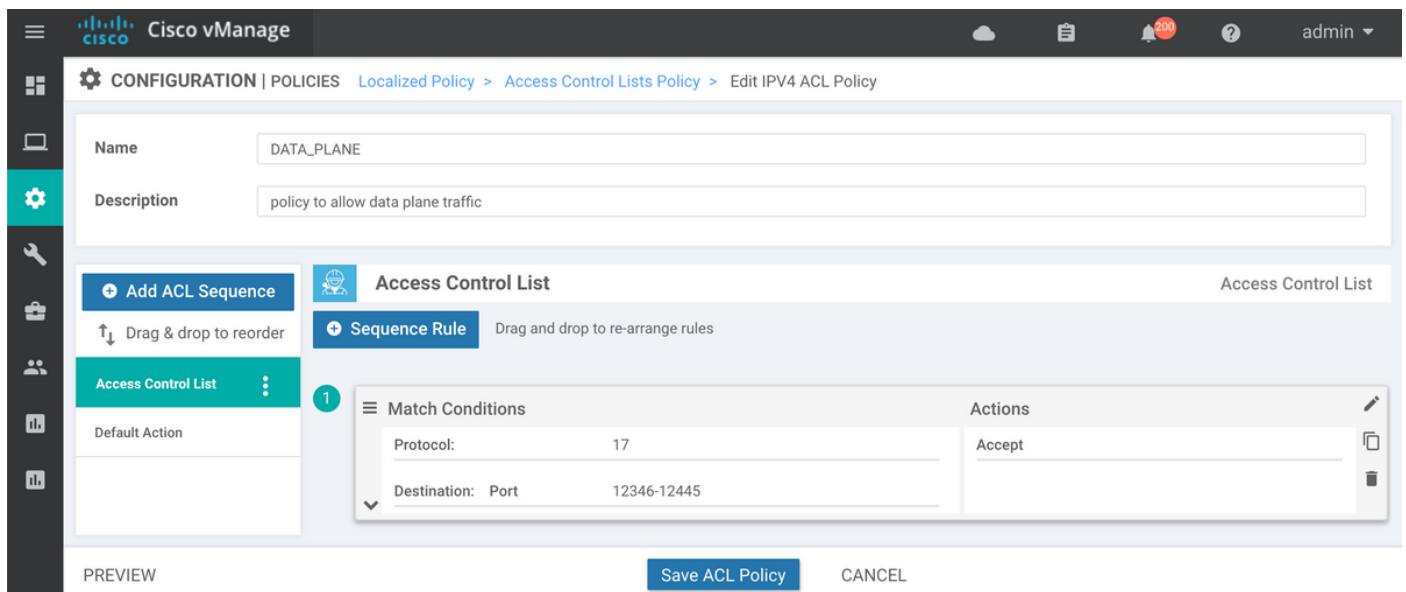 CISCO Cisco vManage 200 admin
CONFIGURATION | POLICIES Localized Policy > Access Control Lists Policy > Edit IPV4 ACL Policy
Name DATA_PLANE
Description policy to allow data plane traffic
Add ACL Sequence
Drag & drop to reorder
Access Control List
Default Action
Access Control List Access Control List
Sequence Rule Drag and drop to re-arrange rules
1
Match Conditions Actions
Protocol: 17 Accept
Destination: Port 12346-12445
PREVIEW Save ACL Policy CANCEL